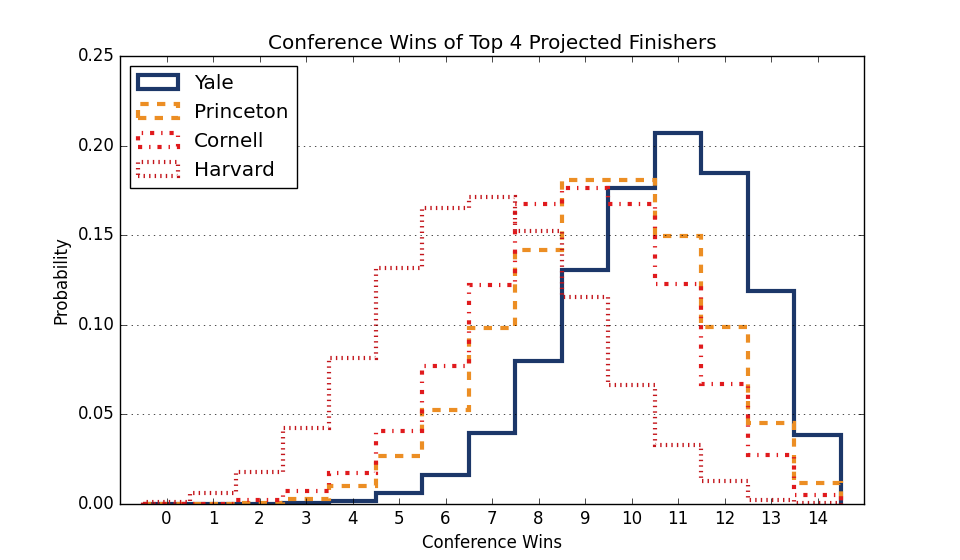 Conference Wins of Top 4 Projected Finishers
0.25
0.20
0.15
0.10
0.05
0.00
Probability
Yale
Princeton
Cornell
Harvard
0 1 2 3 4 5 6 7 8 9 10 11 12 13 14
Conference Wins